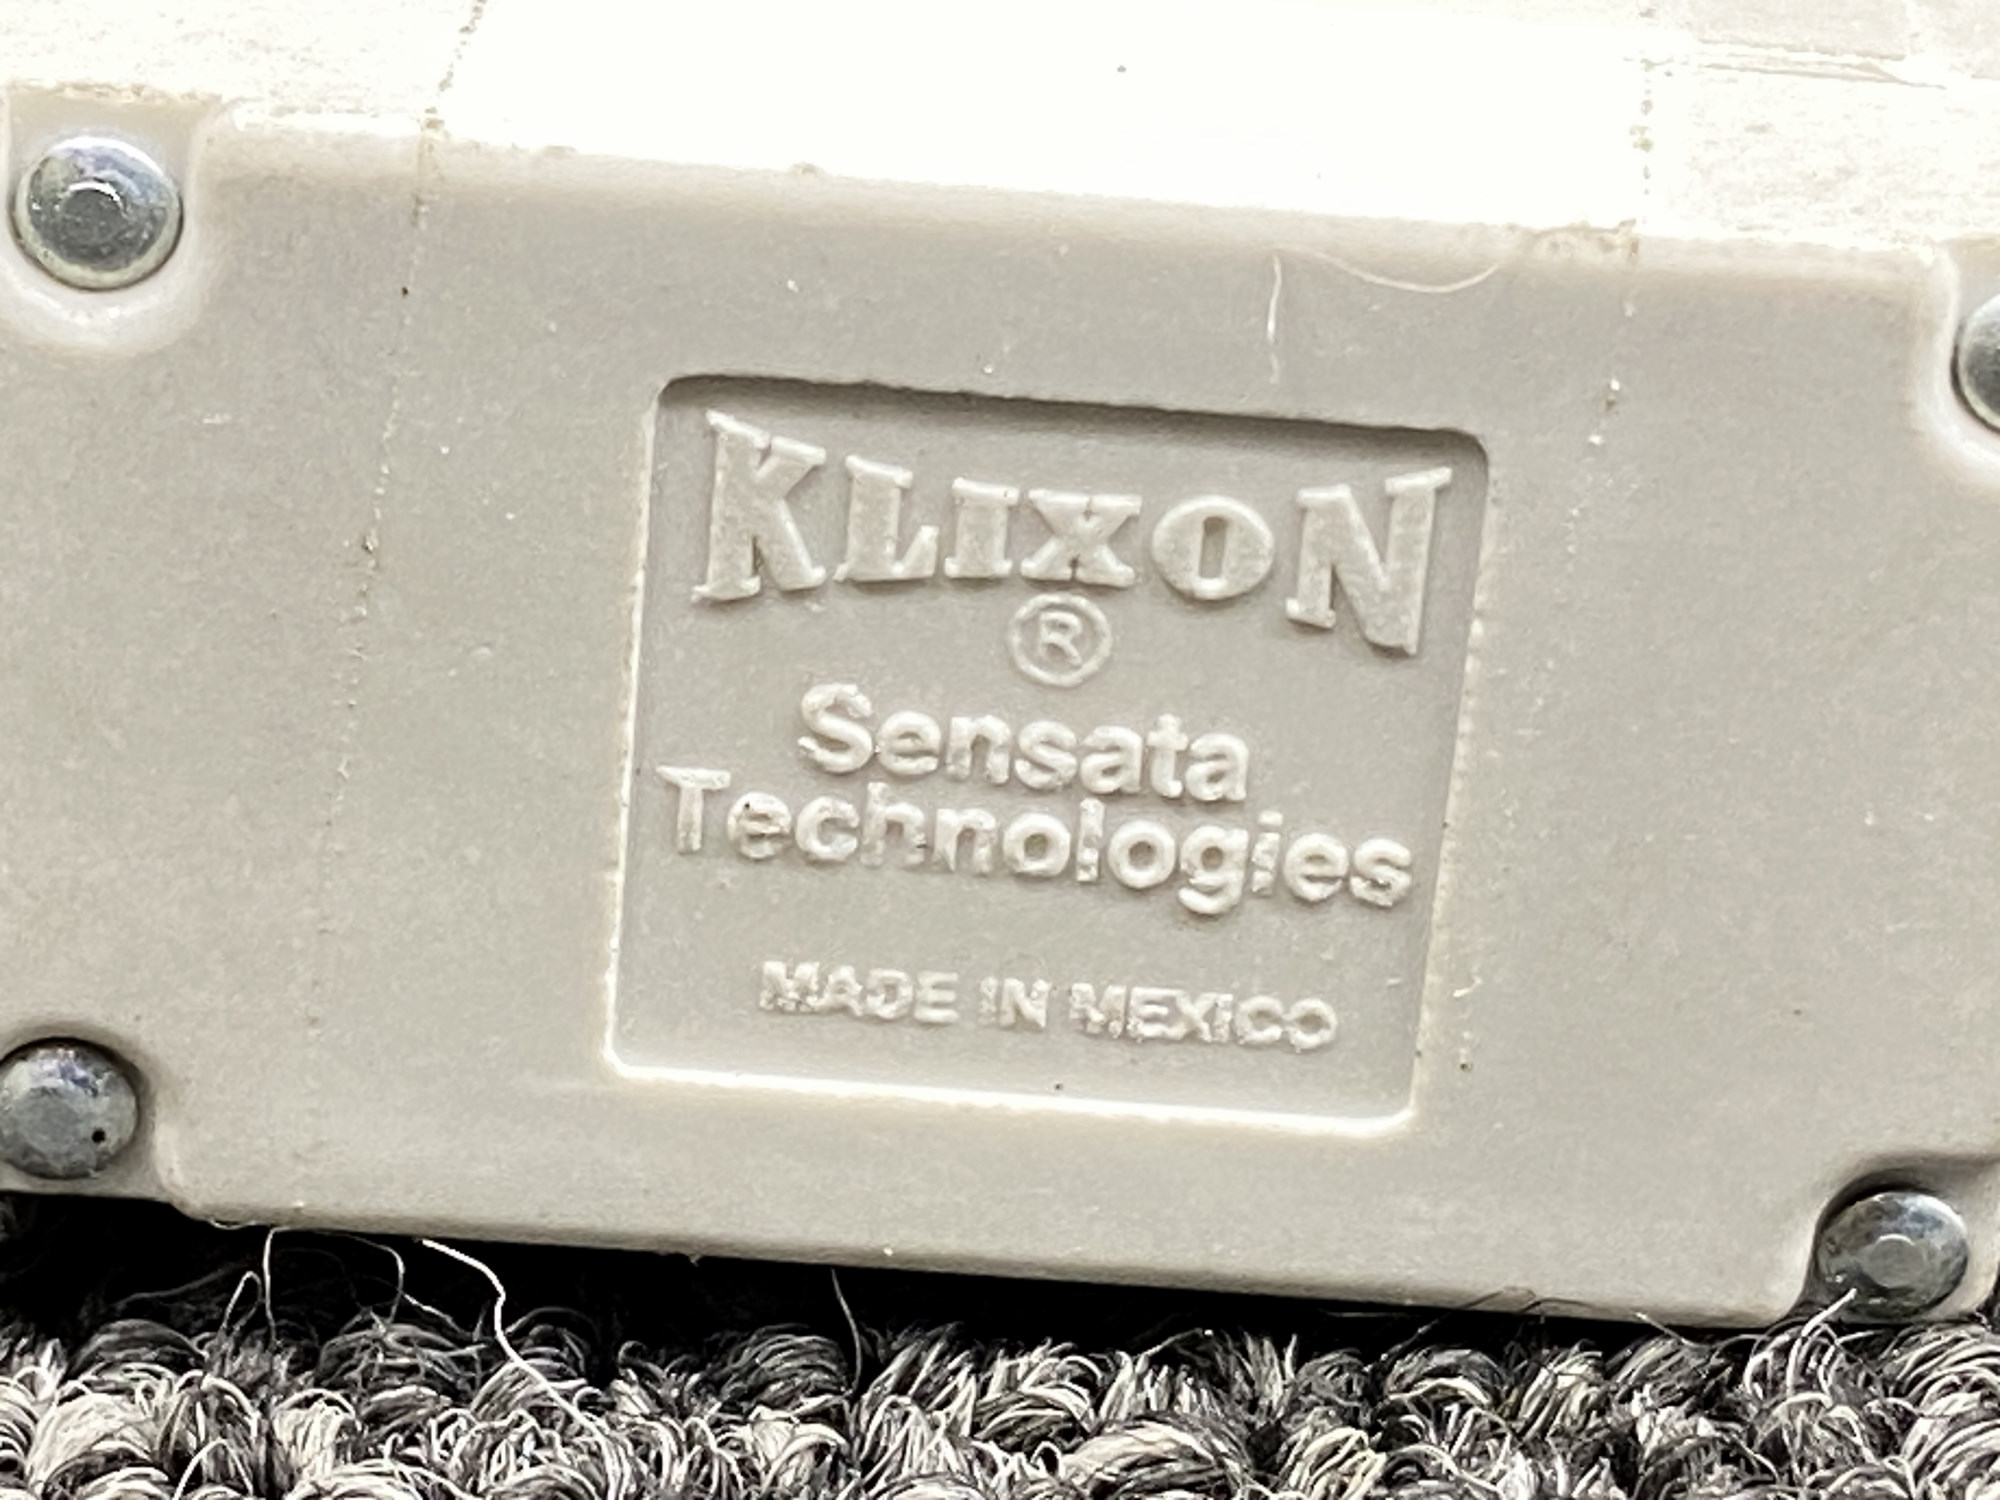 KLIXON
®
Sensata
Technologies
MADE IN MEXICO